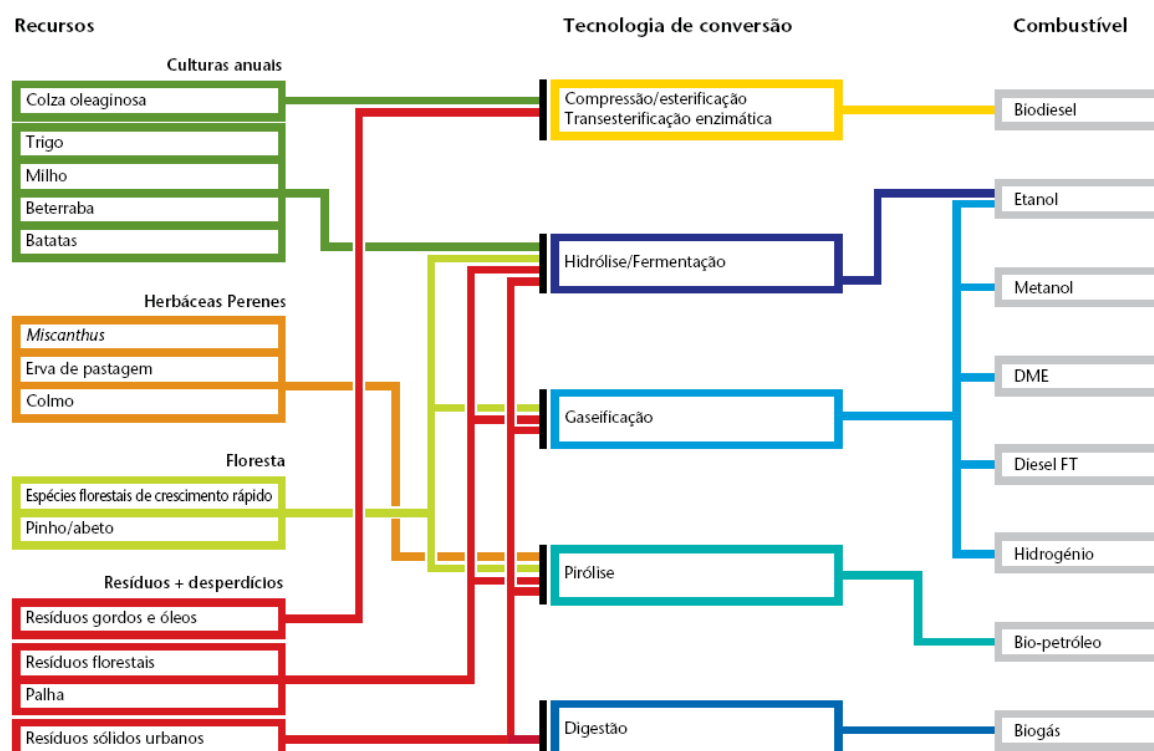 Recursos
Tecnologia de conversão
Combustível
Culturas anuais
Colza oleaginosa
Trigo
Milho
Beterraba
Batatas
Herbáceas Perenes
Miscanthus
Erva de pastagem
Colmo
Floresta
Espécies florestais de crescimento rápido
Pinho/abeto
Resíduos + desperdícios
Resíduos gordos e óleos
Resíduos florestais
Palha
Resíduos sólidos urbanos
Compressão/esterificação
Transesterificação enzimática
Hidrólise/Fermentação
Gaseificação
Pirólise
Digestão
Biodiesel
Etanol
Metanol
DME
Diesel FT
Hidrogénio
Bio-petróleo
Biogás